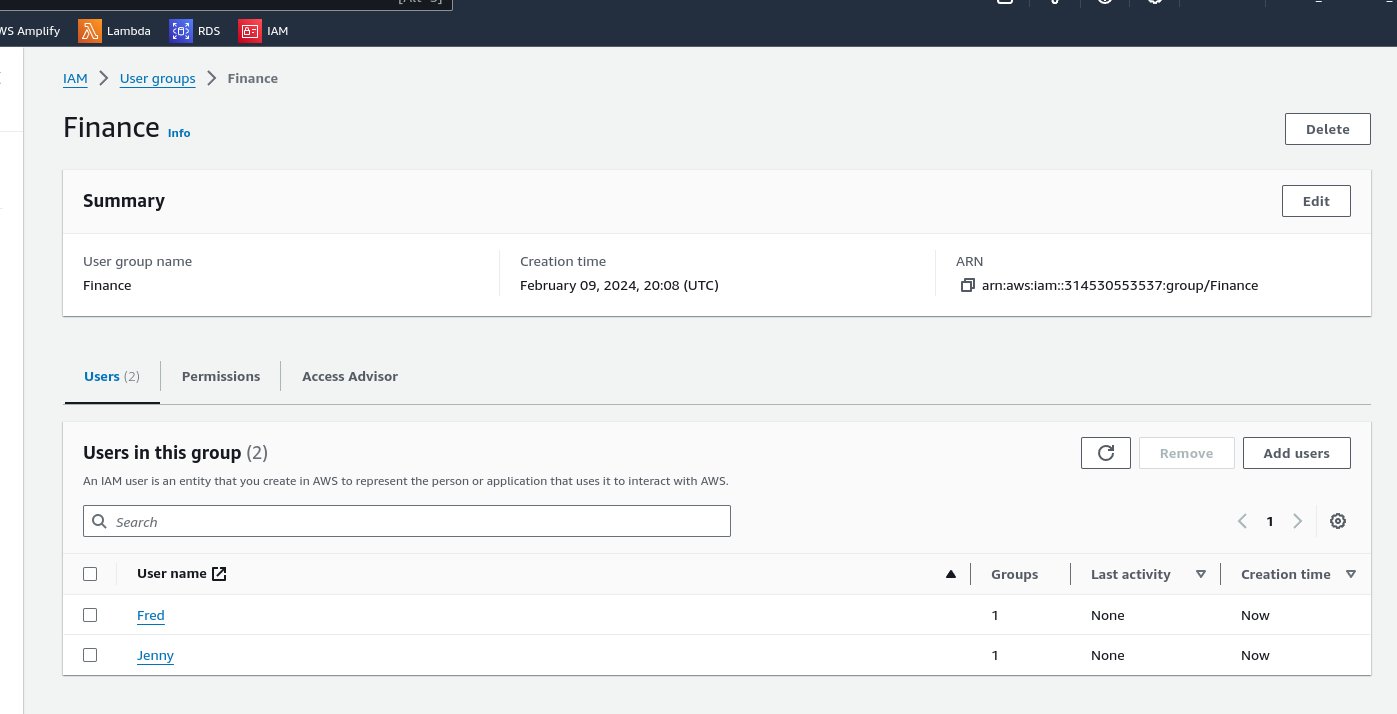 WS Amplify Lambda RDS IAM
IAM User groups Finance
Finance Info
Delete
Summary
Edit
User group name
Finance
Creation time
February 09, 2024, 20:08 (UTC)
ARN
arn:aws:iam::314530553537:group/Finance
Users (2) Permissions Access Advisor
Users in this group (2)
Remove Add users
An IAM user is an entity that you create in AWS to represent the person or application that uses it to interact with AWS.
Search
1
User name Groups Last activity Creation time
Fred 1 None Now
Jenny 1 None Now